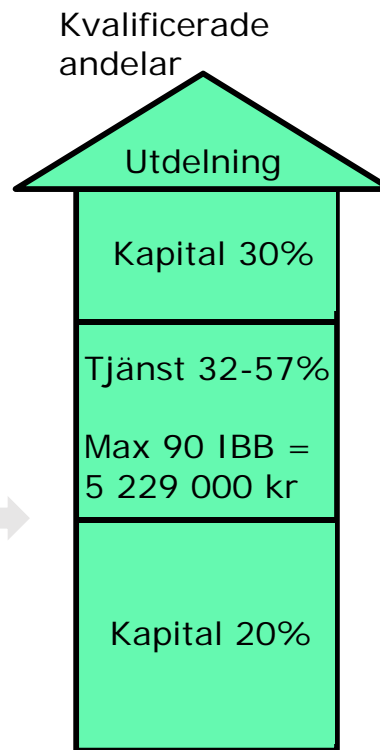 Kvalificerade
andelar
Utdelning
Kapital 30%
Tjänst 32-57%
Max 90 IBB =
5 229 000 kr
Kapital 20%